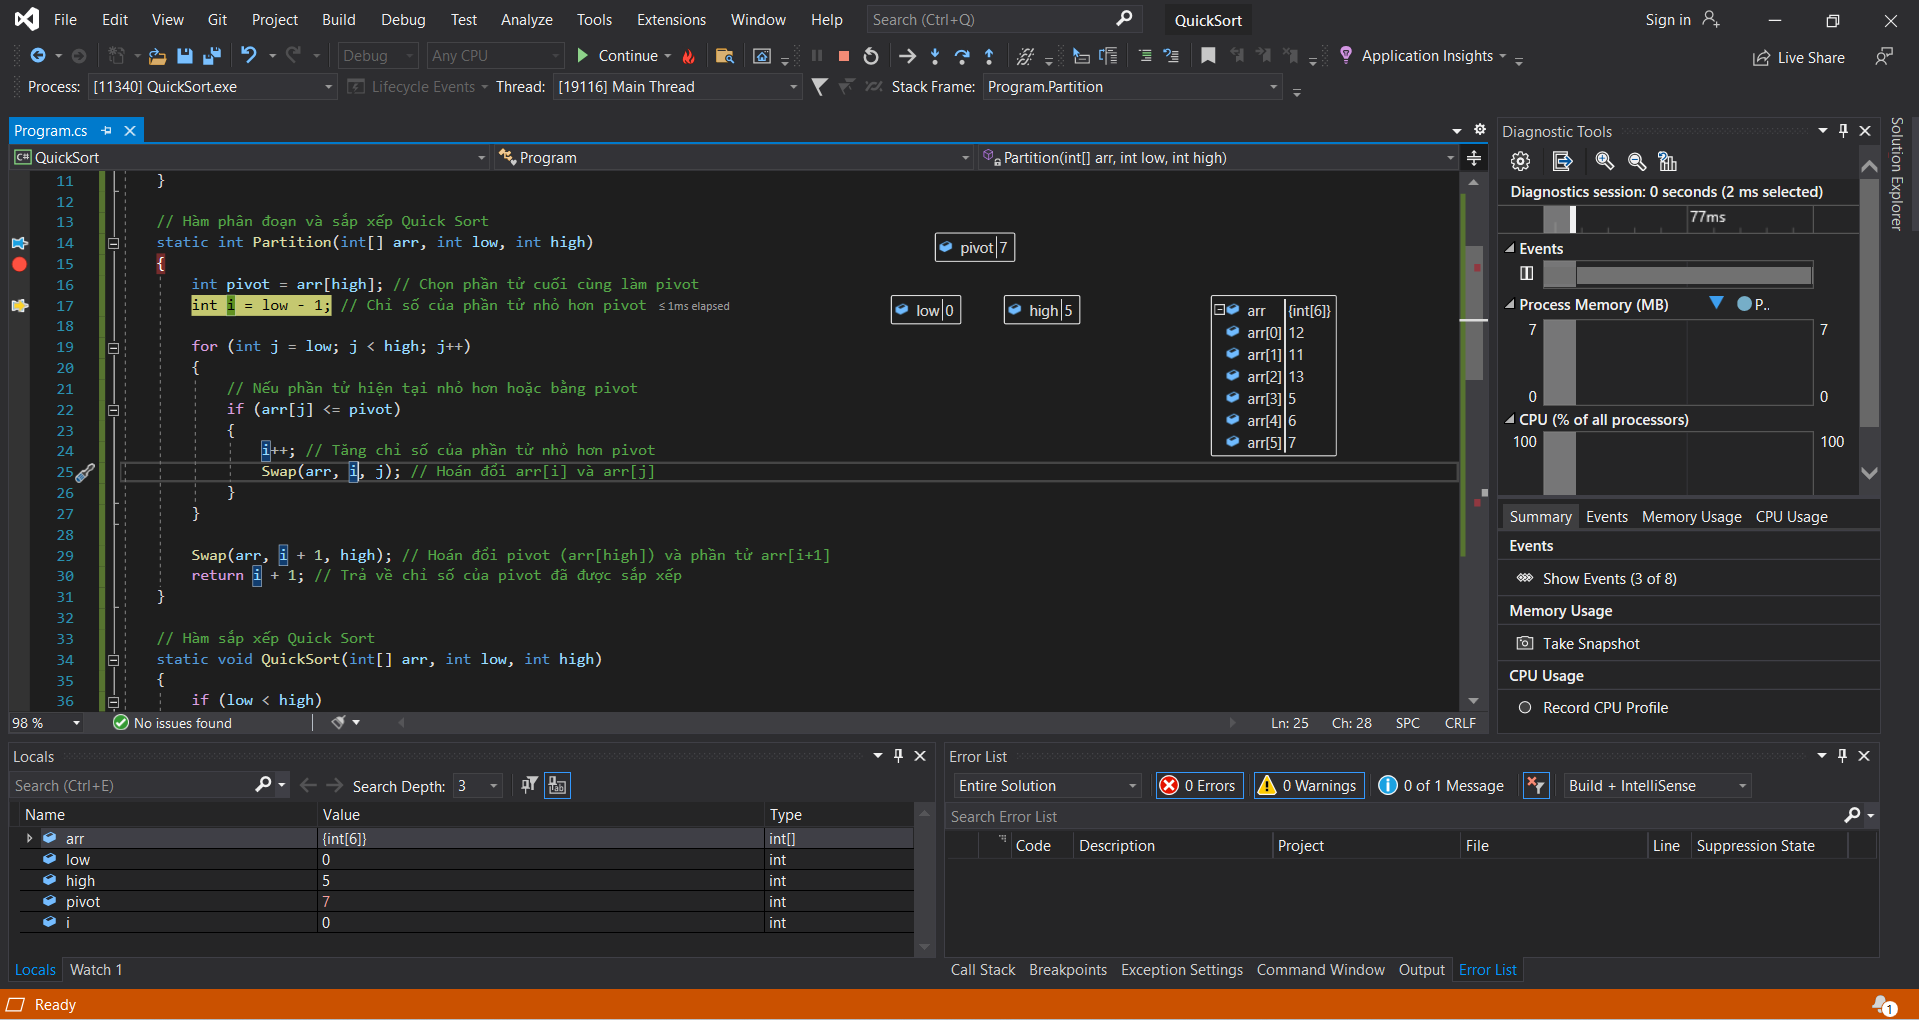 File Edit View Git Project Build Debug Test Analyze Tools Extensions Window Help Search (Ctrl+Q) QuickSort Sign in
Debug Any CPU Continue Application Insights Live Share
Process: [11340] QuickSort.exe Lifecycle Events Thread: [19116] Main Thread Stack Frame: Program.Partition
Program.cs
C# QuickSort Program Partition(int[] arr, int low, int high)
11 }
12
13 // Hàm phân đoạn và sắp xếp Quick Sort
14 static int Partition(int[] arr, int low, int high)
15 {
16 int pivot = arr[high]; // Chọn phần tử cuối cùng làm pivot
17 int i = low - 1; // Chỉ số của phần tử nhỏ hơn pivot ≤1ms elapsed
18
19 for (int j = low; j < high; j++)
20 {
21 // Nếu phần tử hiện tại nhỏ hơn hoặc bằng pivot
22 if (arr[j] <= pivot)
23 {
24 i++; // Tăng chỉ số của phần tử nhỏ hơn pivot
25 Swap(arr, i, j); // Hoán đổi arr[i] và arr[j]
26 }
27 }
28
29 Swap(arr, i + 1, high); // Hoán đổi pivot (arr[high]) và phần tử arr[i+1]
30 return i + 1; // Trả về chỉ số của pivot đã được sắp xếp
31 }
32
33 // Hàm sắp xếp Quick Sort
34 static void QuickSort(int[] arr, int low, int high)
35 {
36 if (low < high)
pivot 7
low 0
high 5
arr {int[6]}
arr[0] 12
arr[1] 11
arr[2] 13
arr[3] 5
arr[4] 6
arr[5] 7
98 % No issues found Ln: 25 Ch: 28 SPC CRLF
Diagnostic Tools
Diagnostics session: 0 seconds (2 ms selected)
77ms
Events
Process Memory (MB) P..
7 7
0 0
CPU (% of all processors)
100 100
Summary Events Memory Usage CPU Usage
Events
Show Events (3 of 8)
Memory Usage
Take Snapshot
CPU Usage
Record CPU Profile
Solution Explorer
Locals
Search (Ctrl+E) Search Depth: 3
Name Value Type
arr {int[6]} int[]
low 0 int
high 5 int
pivot 7 int
i 0 int
Locals Watch 1
Error List
Entire Solution 0 Errors 0 Warnings 0 of 1 Message Build + IntelliSense
Search Error List
Code Description Project File Line Suppression State
Call Stack Breakpoints Exception Settings Command Window Output Error List
Ready 1